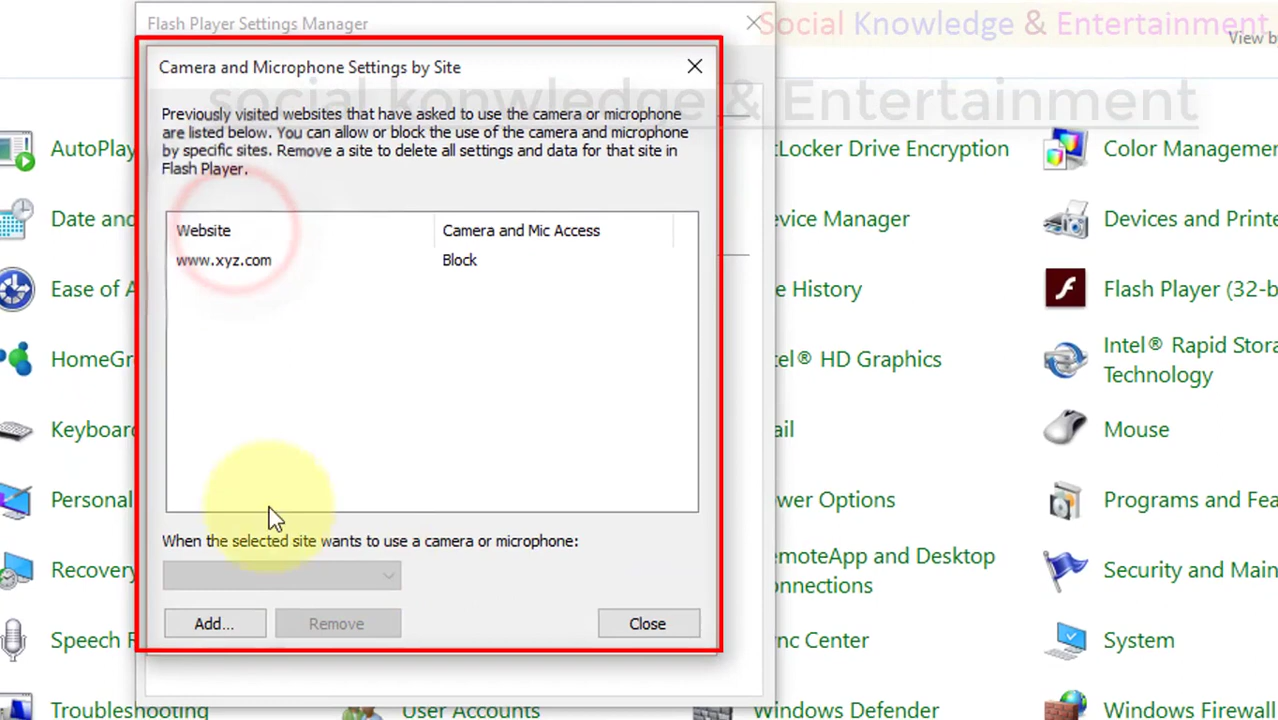 Flash Player Settings Manager
Social Knowledge & Entertainment
View by
Camera and Microphone Settings by Site
social konwledge & Entertainment
Previously visited websites that have asked to use the camera or microphone
are listed below. You can allow or block the use of the camera and microphone
by specific sites. Remove a site to delete all settings and data for that site in
Flash Player.
Website
Camera and Mic Access
www.xyz.com
Block
When the selected site wants to use a camera or microphone:
Add...
Remove
Close
AutoPlay
Date and
Ease of A
HomeGr
Keyboar
Personal
Recovery
Speech R
Troubleshooting
User Accounts
tLocker Drive Encryption
evice Manager
e History
tel® HD Graphics
ail
wer Options
emoteApp and Desktop
onnections
nc Center
Windows Defender
Color Managemen
Devices and Printe
Flash Player (32-b
Intel® Rapid Stora
Technology
Mouse
Programs and Fea
Security and Main
System
Windows Firewall